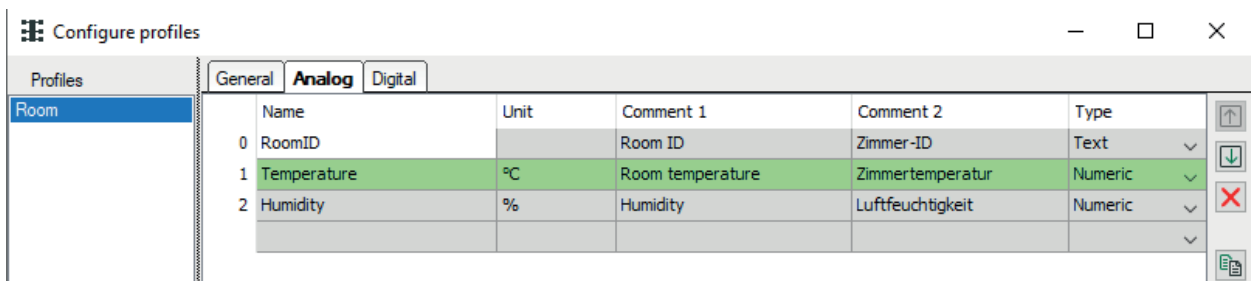 Configure profiles
Profiles General Analog Digital
Room
Name Unit Comment 1 Comment 2 Type
0 RoomID Room ID Zimmer-ID Text
1 Temperature °C Room temperature Zimmertemperatur Numeric
2 Humidity % Humidity Luftfeuchtigkeit Numeric